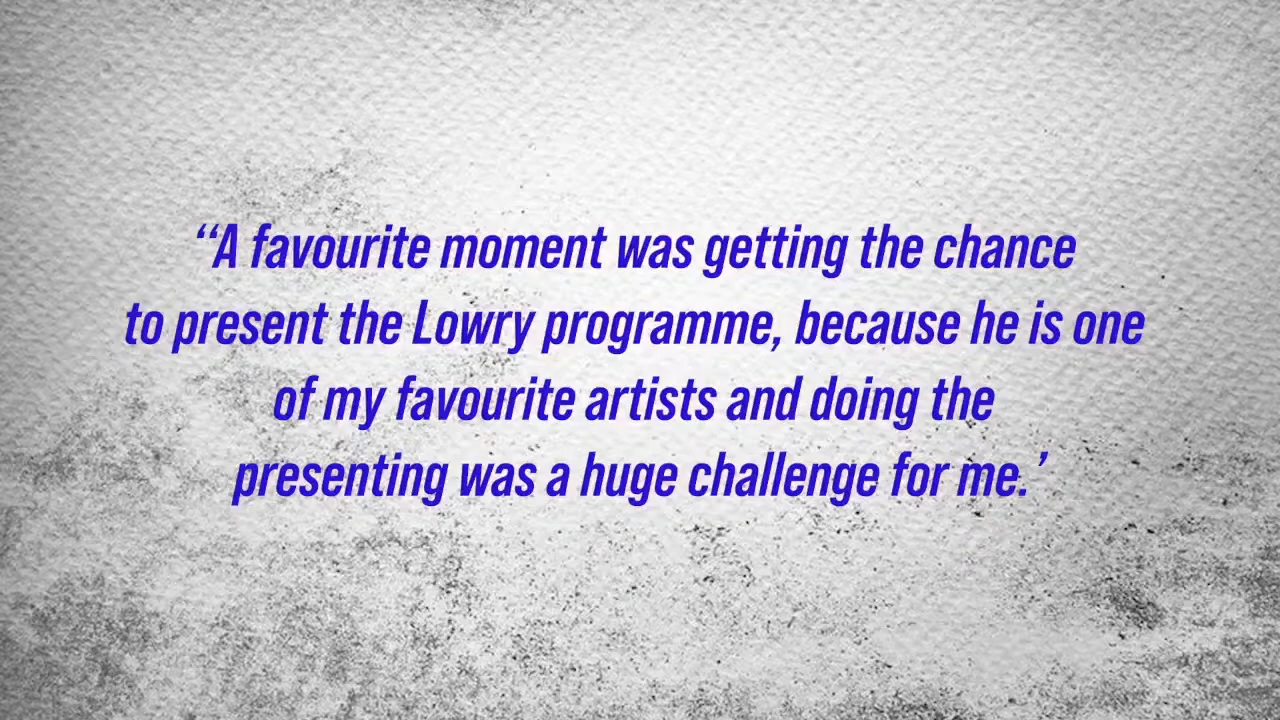 ‘‘A favourite moment was getting the chance
to present the Lowry programme, because he is one
of my favourite artists and doing the
presenting was a huge challenge for me.’